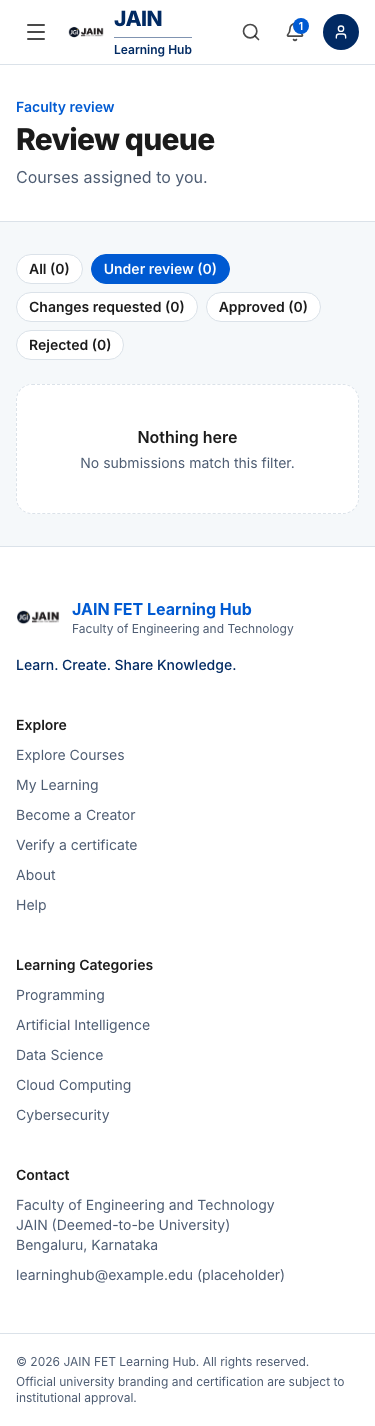 JGI JAIN
JAIN
Learning Hub
1
Faculty review
Review queue
Courses assigned to you.
All (0)
Under review (0)
Changes requested (0)
Approved (0)
Rejected (0)
Nothing here
No submissions match this filter.
JGI JAIN
JAIN FET Learning Hub
Faculty of Engineering and Technology
Learn. Create. Share Knowledge.
Explore
Explore Courses
My Learning
Become a Creator
Verify a certificate
About
Help
Learning Categories
Programming
Artificial Intelligence
Data Science
Cloud Computing
Cybersecurity
Contact
Faculty of Engineering and Technology
JAIN (Deemed-to-be University)
Bengaluru, Karnataka
learninghub@example.edu (placeholder)
© 2026 JAIN FET Learning Hub. All rights reserved.
Official university branding and certification are subject to
institutional approval.